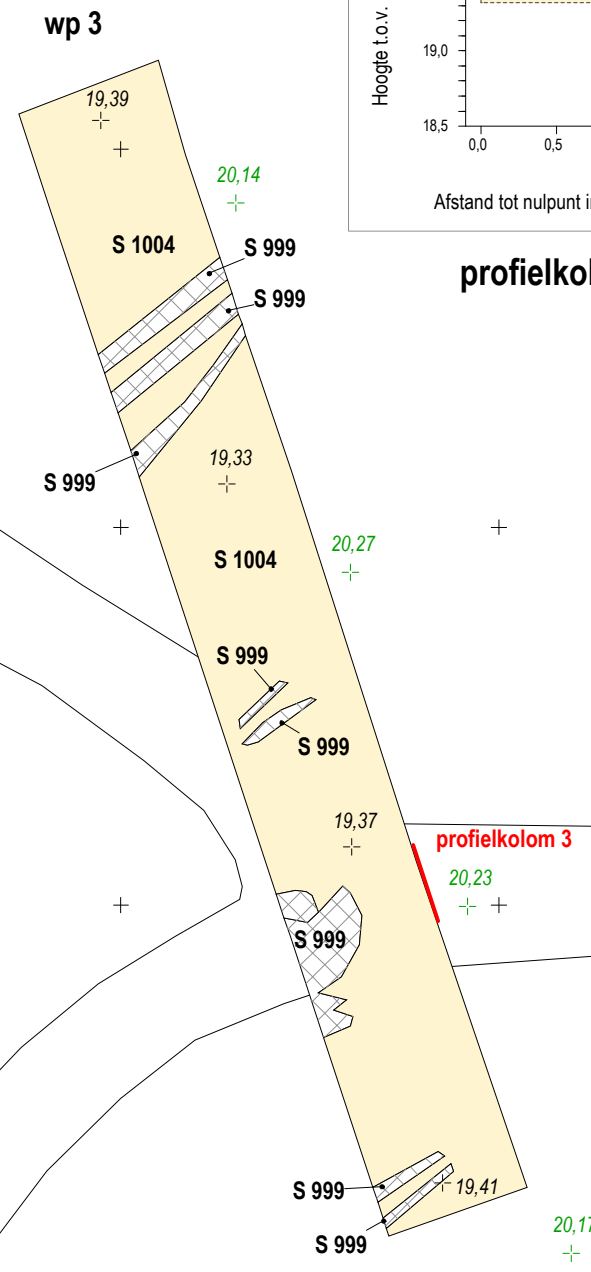 wp 3
Hoogte t.o.v.
19,0
18,5
0,0
0,5
Afstand tot nulpunt i
profielkol
19,39
20,14
S 1004
S 999
S 999
S 999
19,33
20,27
S 1004
S 999
S 999
19,37
profielkolom 3
20,23
S 999
S 999
19,41
S 999
20,17